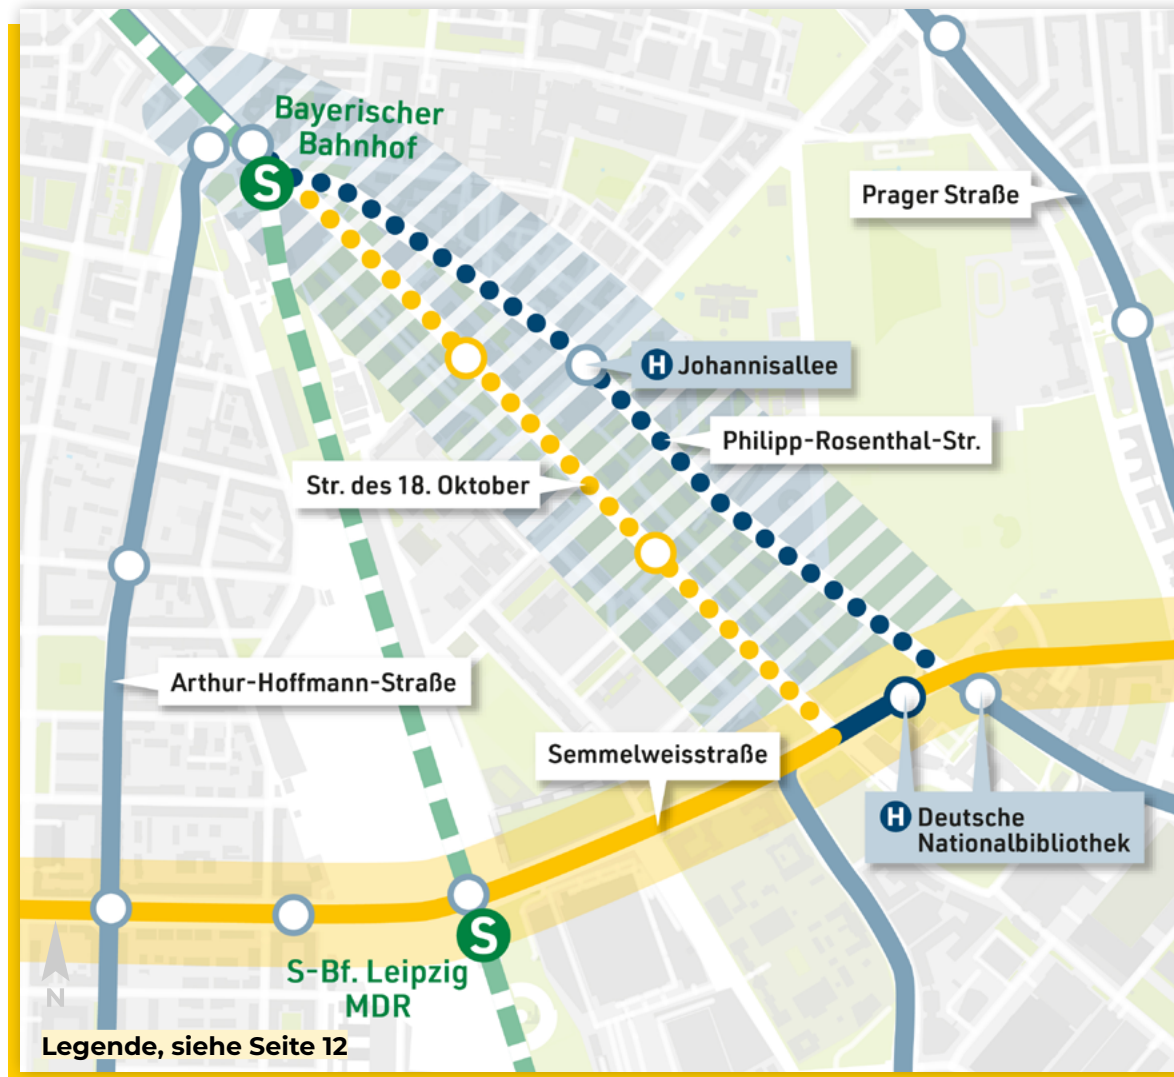 Bayerischer
Bahnhof
S
Prager Straße
H Johannisallee
Philipp-Rosenthal-Str.
Str. des 18. Oktober
Arthur-Hoffmann-Straße
Semmelweisstraße
H Deutsche
Nationalbibliothek
S
S-Bf. Leipzig
MDR
N
Legende, siehe Seite 12